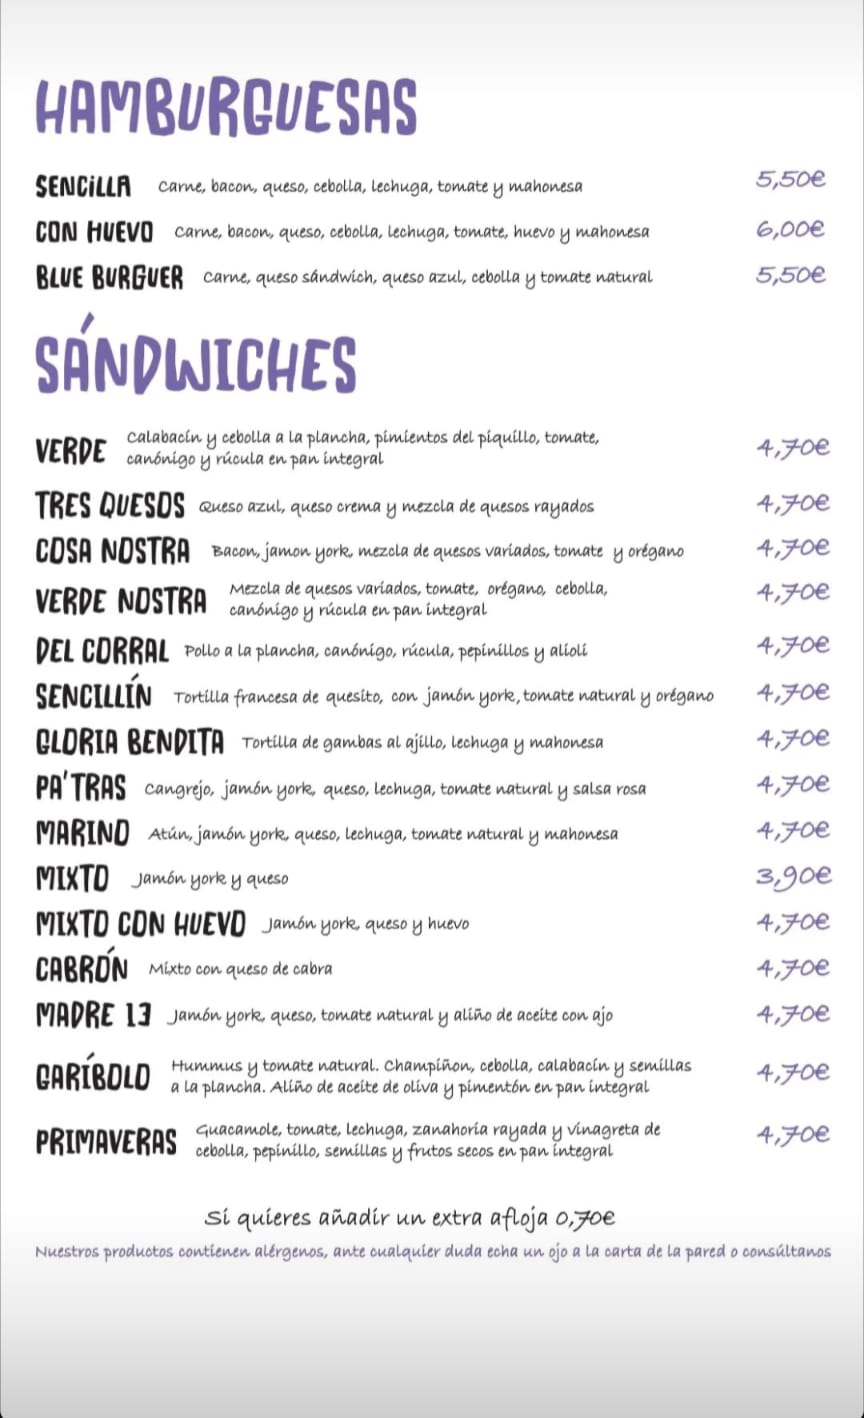 HAMBURGUESAS
SENCILLA Carne, bacon, queso, cebolla, lechuga, tomate y mahonesa 5,50€
CON HUEVO Carne, bacon, queso, cebolla, lechuga, tomate, huevo y mahonesa 6,00€
BLUE BURGUER Carne, queso sándwich, queso azul, cebolla y tomate natural 5,50€
SÁNDWICHES
VERDE Calabacín y cebolla a la plancha, pimientos del piquillo, tomate,
canónigo y rúcula en pan integral 4,70€
TRES QUESOS Queso azul, queso crema y mezcla de quesos rayados 4,70€
COSA NOSTRA Bacon, jamon york, mezcla de quesos variados, tomate y orégano 4,70€
VERDE NOSTRA Mezcla de quesos variados, tomate, orégano, cebolla,
canónigo y rúcula en pan integral 4,70€
DEL CORRAL Pollo a la plancha, canónigo, rúcula, pepinillos y alioli 4,70€
SENCILLÍN Tortilla francesa de quesito, con jamón york, tomate natural y orégano 4,70€
GLORIA BENDITA Tortilla de gambas al ajillo, lechuga y mahonesa 4,70€
PA'TRAS Cangrejo, jamón york, queso, lechuga, tomate natural y salsa rosa 4,70€
MARINO Atún, jamón york, queso, lechuga, tomate natural y mahonesa 4,70€
MIXTO Jamón york y queso 3,90€
MIXTO CON HUEVO Jamón york, queso y huevo 4,70€
CABRÓN Mixto con queso de cabra 4,70€
MADRE 13 Jamón york, queso, tomate natural y aliño de aceite con ajo 4,70€
GARÍBOLO Hummus y tomate natural. Champiñon, cebolla, calabacín y semillas
a la plancha. Aliño de aceite de oliva y pimentón en pan integral 4,70€
PRIMAVERAS Guacamole, tomate, lechuga, zanahoria rayada y vinagreta de
cebolla, pepinillo, semillas y frutos secos en pan integral 4,70€
Si quieres añadir un extra afloja 0,70€
Nuestros productos contienen alérgenos, ante cualquier duda echa un ojo a la carta de la pared o consúltanos